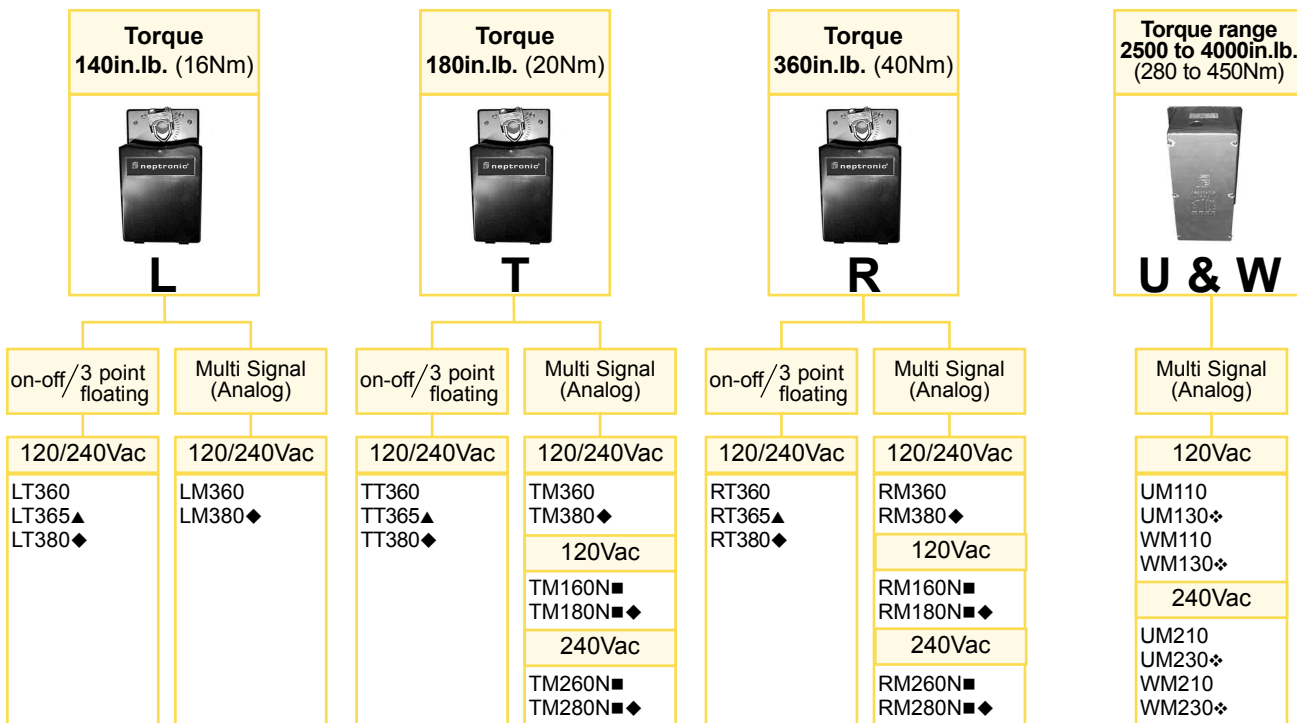 Torque
140in.lb. (16Nm)
neptronic
L
on-off/3 point
floating
120/240Vac
LT360
LT365▲
LT380◆
Multi Signal
(Analog)
120/240Vac
LM360
LM380◆
Torque
180in.lb. (20Nm)
neptronic
T
on-off/3 point
floating
120/240Vac
TT360
TT365▲
TT380◆
Multi Signal
(Analog)
120/240Vac
TM360
TM380◆
120Vac
TM160N■
TM180N■◆
240Vac
TM260N■
TM280N■◆
Torque
360in.lb. (40Nm)
neptronic
R
on-off/3 point
floating
120/240Vac
RT360
RT365▲
RT380◆
Multi Signal
(Analog)
120/240Vac
RM360
RM380◆
120Vac
RM160N■
RM180N■◆
240Vac
RM260N■
RM280N■◆
Torque range
2500 to 4000in.lb.
(280 to 450Nm)
U & W
Multi Signal
(Analog)
120Vac
UM110
UM130❖
WM110
WM130❖
240Vac
UM210
UM230❖
WM210
WM230❖